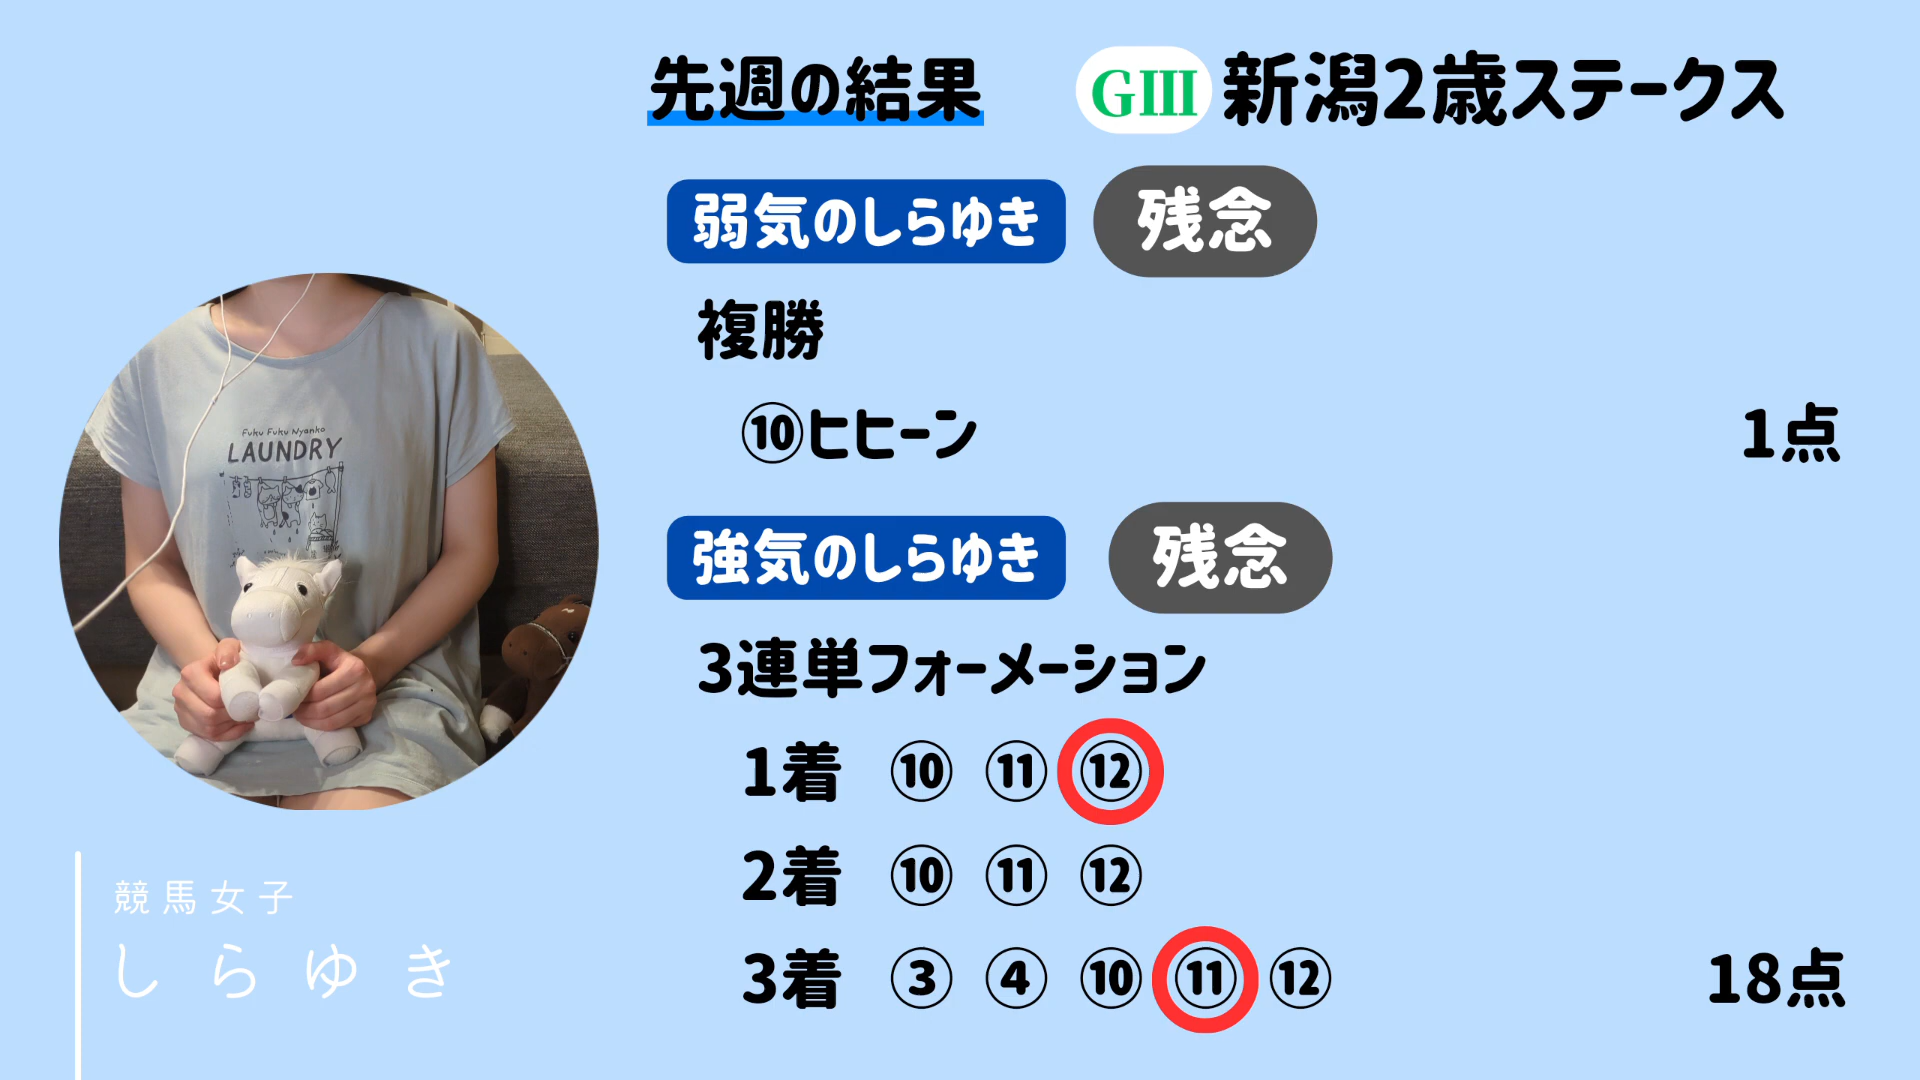 先週の結果
GⅢ 新潟2歳ステークス
弱気のしらゆき 残念
複勝
⑩ヒヒーン 1点
強気のしらゆき 残念
3連単フォーメーション
1着 ⑩ ⑪ ⑫
2着 ⑩ ⑪ ⑫
3着 ③ ④ ⑩ ⑪ ⑫ 18点
Fuku Fuku Nyanko
LAUNDRY
競馬女子
しらゆき